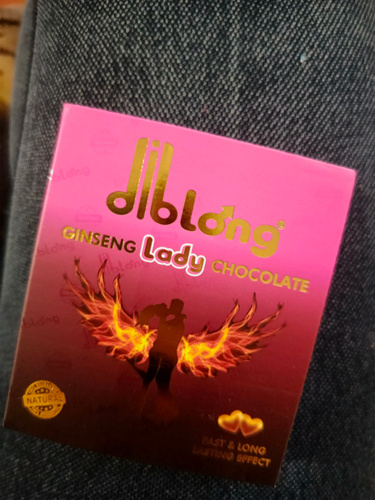 diblong
GINSENG Lady CHOCOLATE
NATURAL
FAST & LONG
LASTING EFFECT